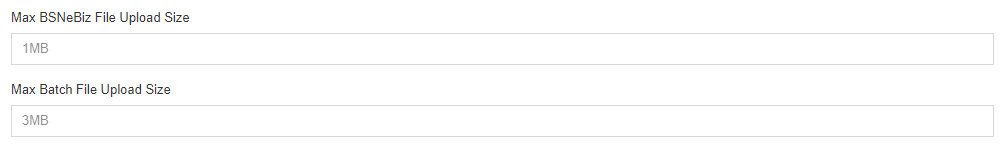 Max BSNeBiz File Upload Size
1MB
Max Batch File Upload Size
3MB